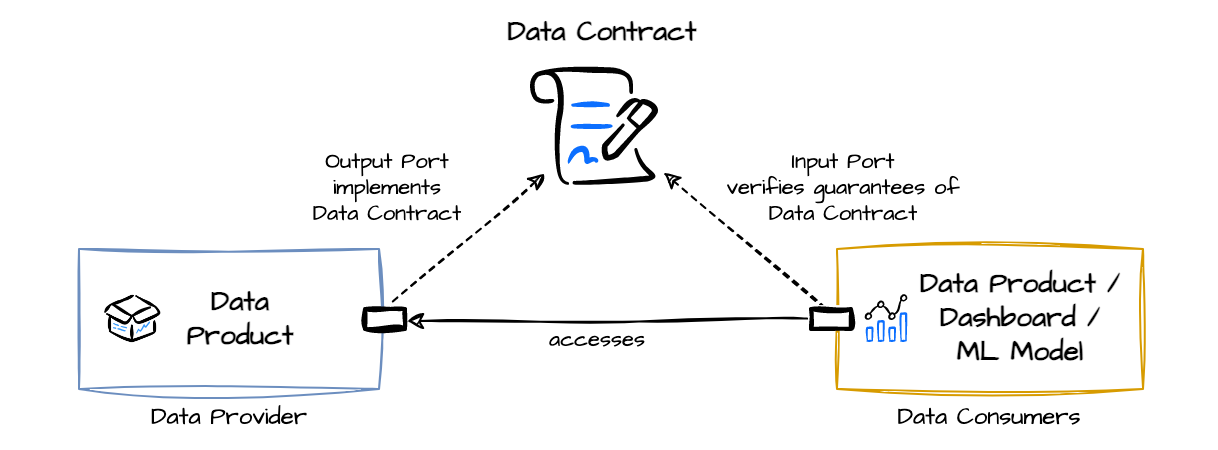 Data Contract
Output Port
implements
Data Contract
Input Port
verifies guarantees of
Data Contract
Data
Product
accesses
Data Product /
Dashboard /
ML Model
Data Provider
Data Consumers